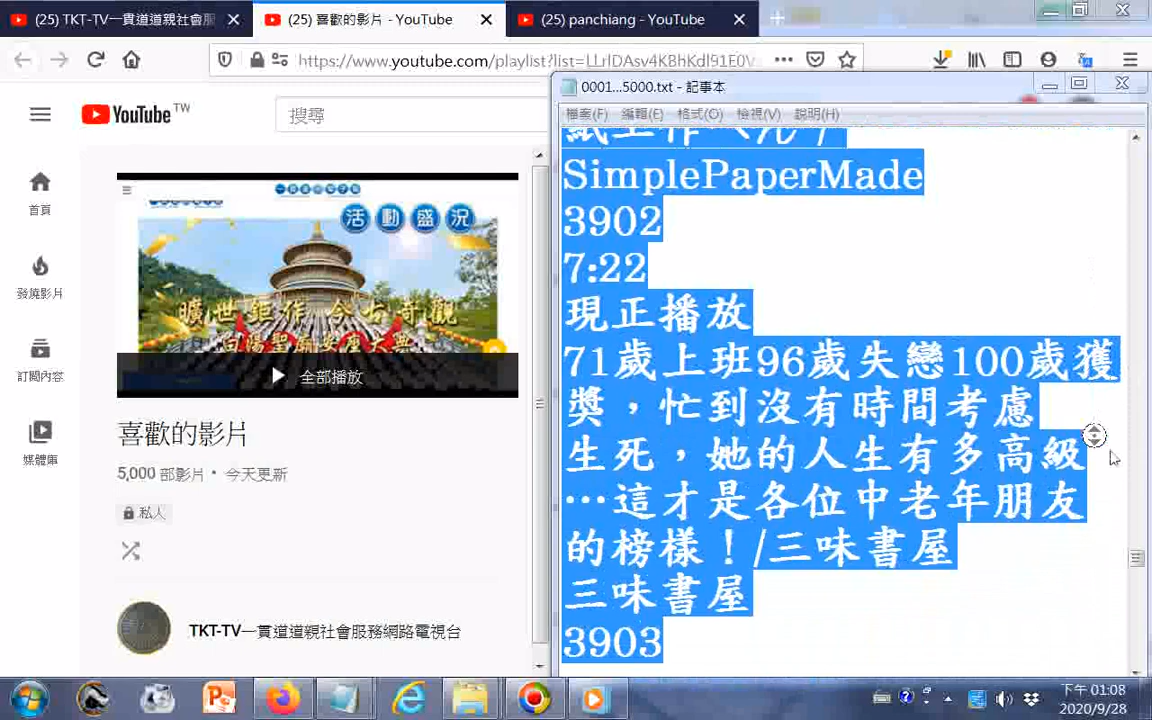 (25) TKT-TV一貫道道親社會服
(25) 喜歡的影片 - YouTube
(25) panchiang - YouTube
https://www.youtube.com/playlist?list=LLrIDAsv4KBhKdl91E0V
0001...5000.txt - 記事本
檔案(F) 編輯(E) 格式(O) 檢視(V) 說明(H)
YouTube TW
搜尋
首頁
發燒影片
訂閱內容
媒體庫
活動盛況
曠世鉅作 今古奇觀
全部播放
喜歡的影片
5,000 部影片・今天更新
私人
TKT-TV一貫道道親社會服務網路電視台
SimplePaperMade
3902
7:22
現正播放
71歲上班96歲失戀100歲獲
獎，忙到沒有時間考慮
生死，她的人生有多高級
…這才是各位中老年朋友
的榜樣！/三味書屋
三味書屋
3903
下午 01:08
2020/9/28